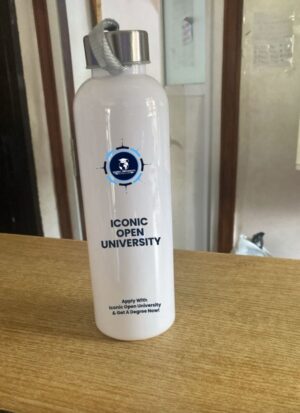 ICONIC
OPEN
UNIVERSITY
Apply With
Iconic Open University
& Get A Degree Now!